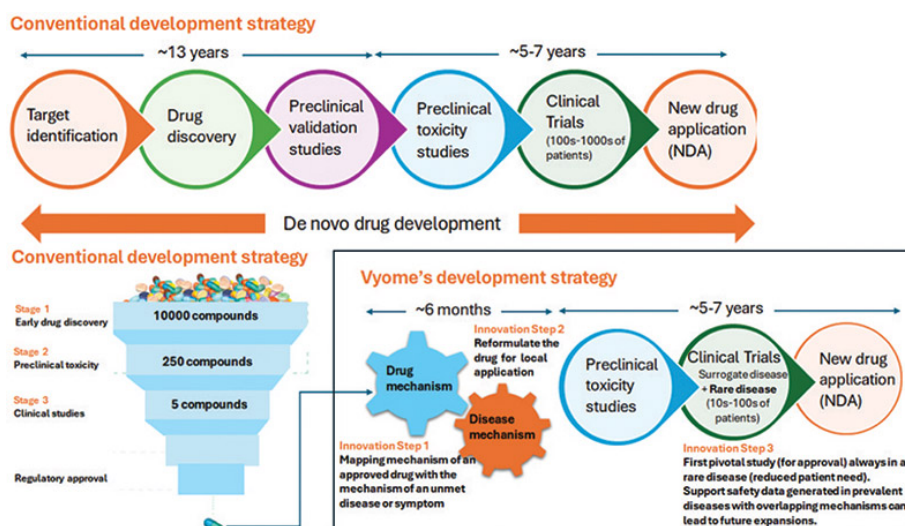 Conventional development strategy
~13 years
~5-7 years
Target
identification
Drug
discovery
Preclinical
validation
studies
Preclinical
toxicity
studies
Clinical
Trials
(100s-1000s of
patients)
New drug
application
(NDA)
De novo drug development
Conventional development strategy
Stage 1
Early drug discovery
10000 compounds
Stage 2
Preclinical toxicity
250 compounds
Stage 3
Clinical studies
5 compounds
Regulatory approval
Vyome's development strategy
~6 months
~5-7 years
Innovation Step 2
Reformulate the
drug for local
application
Drug
mechanism
Disease
mechanism
Innovation Step 1
Mapping mechanism of an
approved drug with the
mechanism of an unmet
disease or symptom
Preclinical
toxicity
studies
Clinical Trials
Surrogate disease
+ Rare disease
(10s-100s of
patients)
New drug
application
(NDA)
Innovation Step 3
First pivotal study (for approval) always in a
rare disease (reduced patient need).
Support safety data generated in prevalent
diseases with overlapping mechanisms can
lead to future expansions.